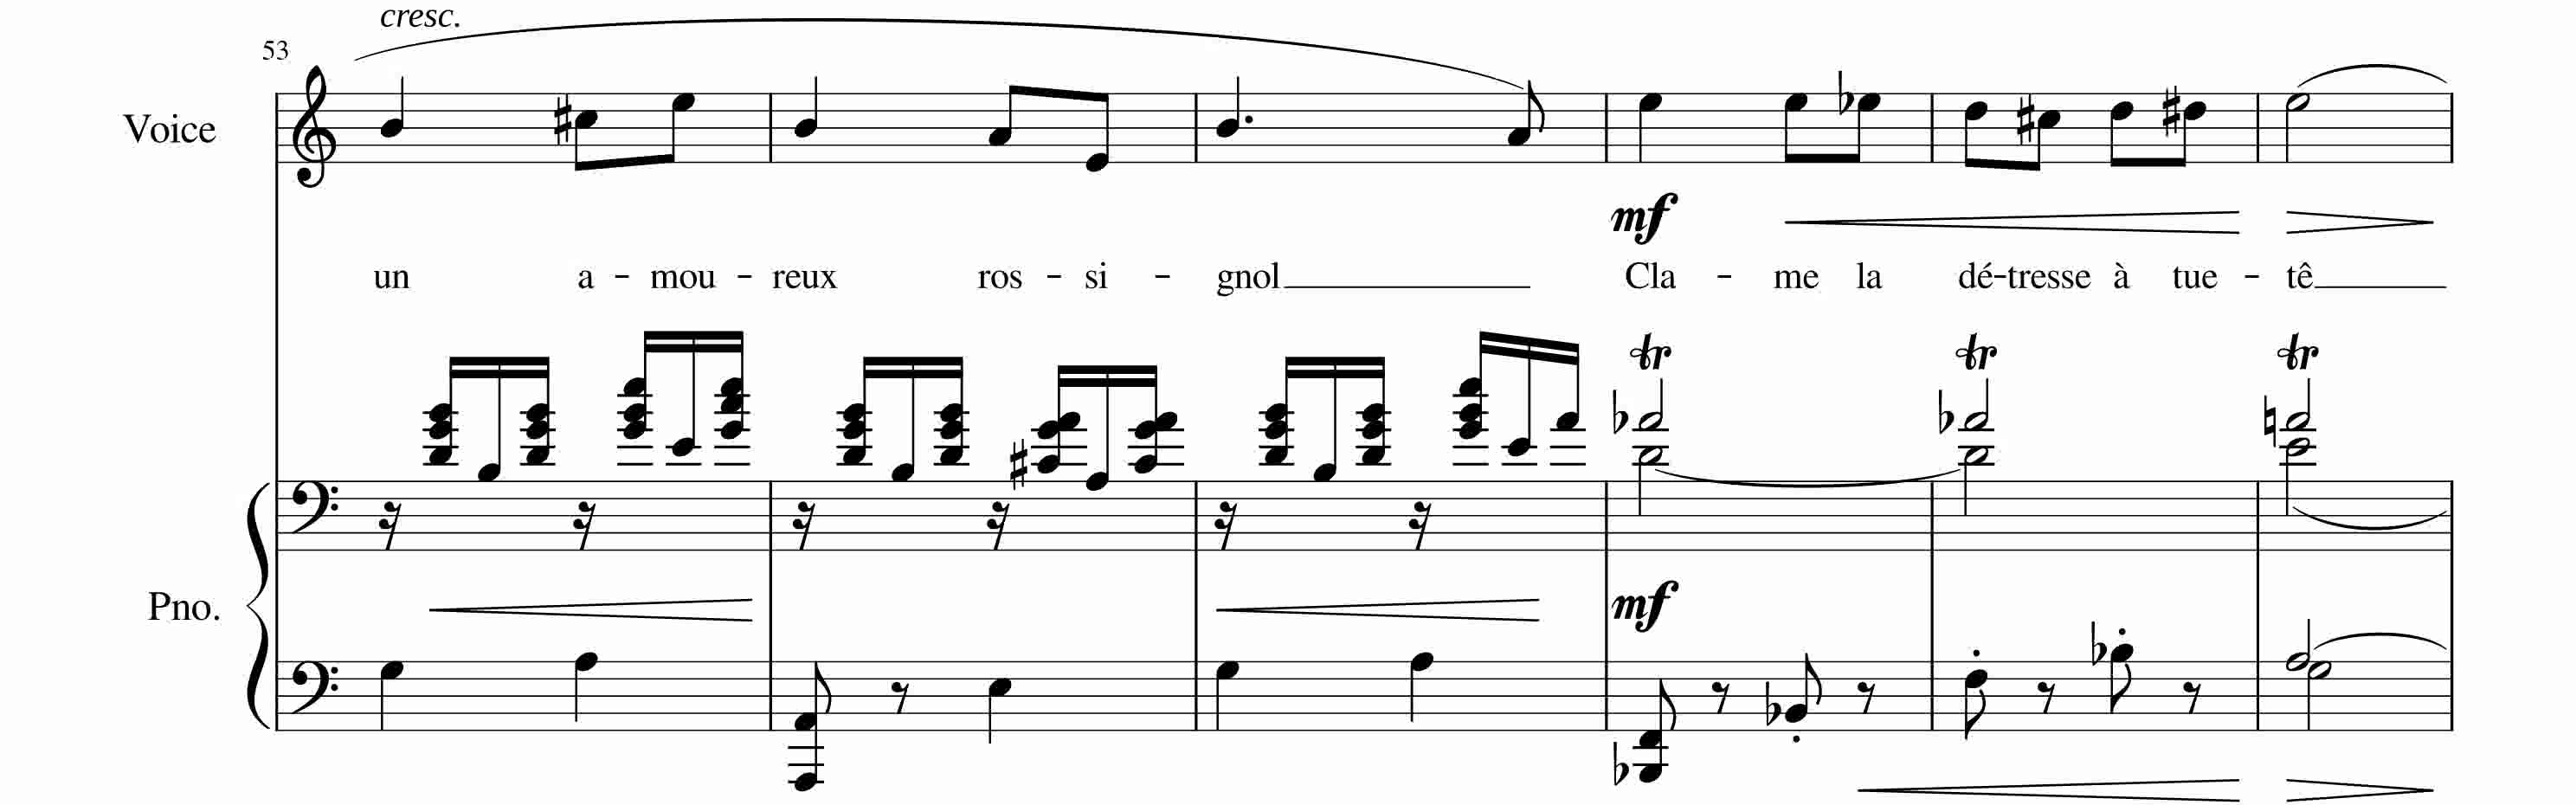 cresc.
53
Voice
mf
un a - mou - reux ros - si - gnol Cla - me la dé-tresse à tue - tê
tr tr tr
Pno.
mf